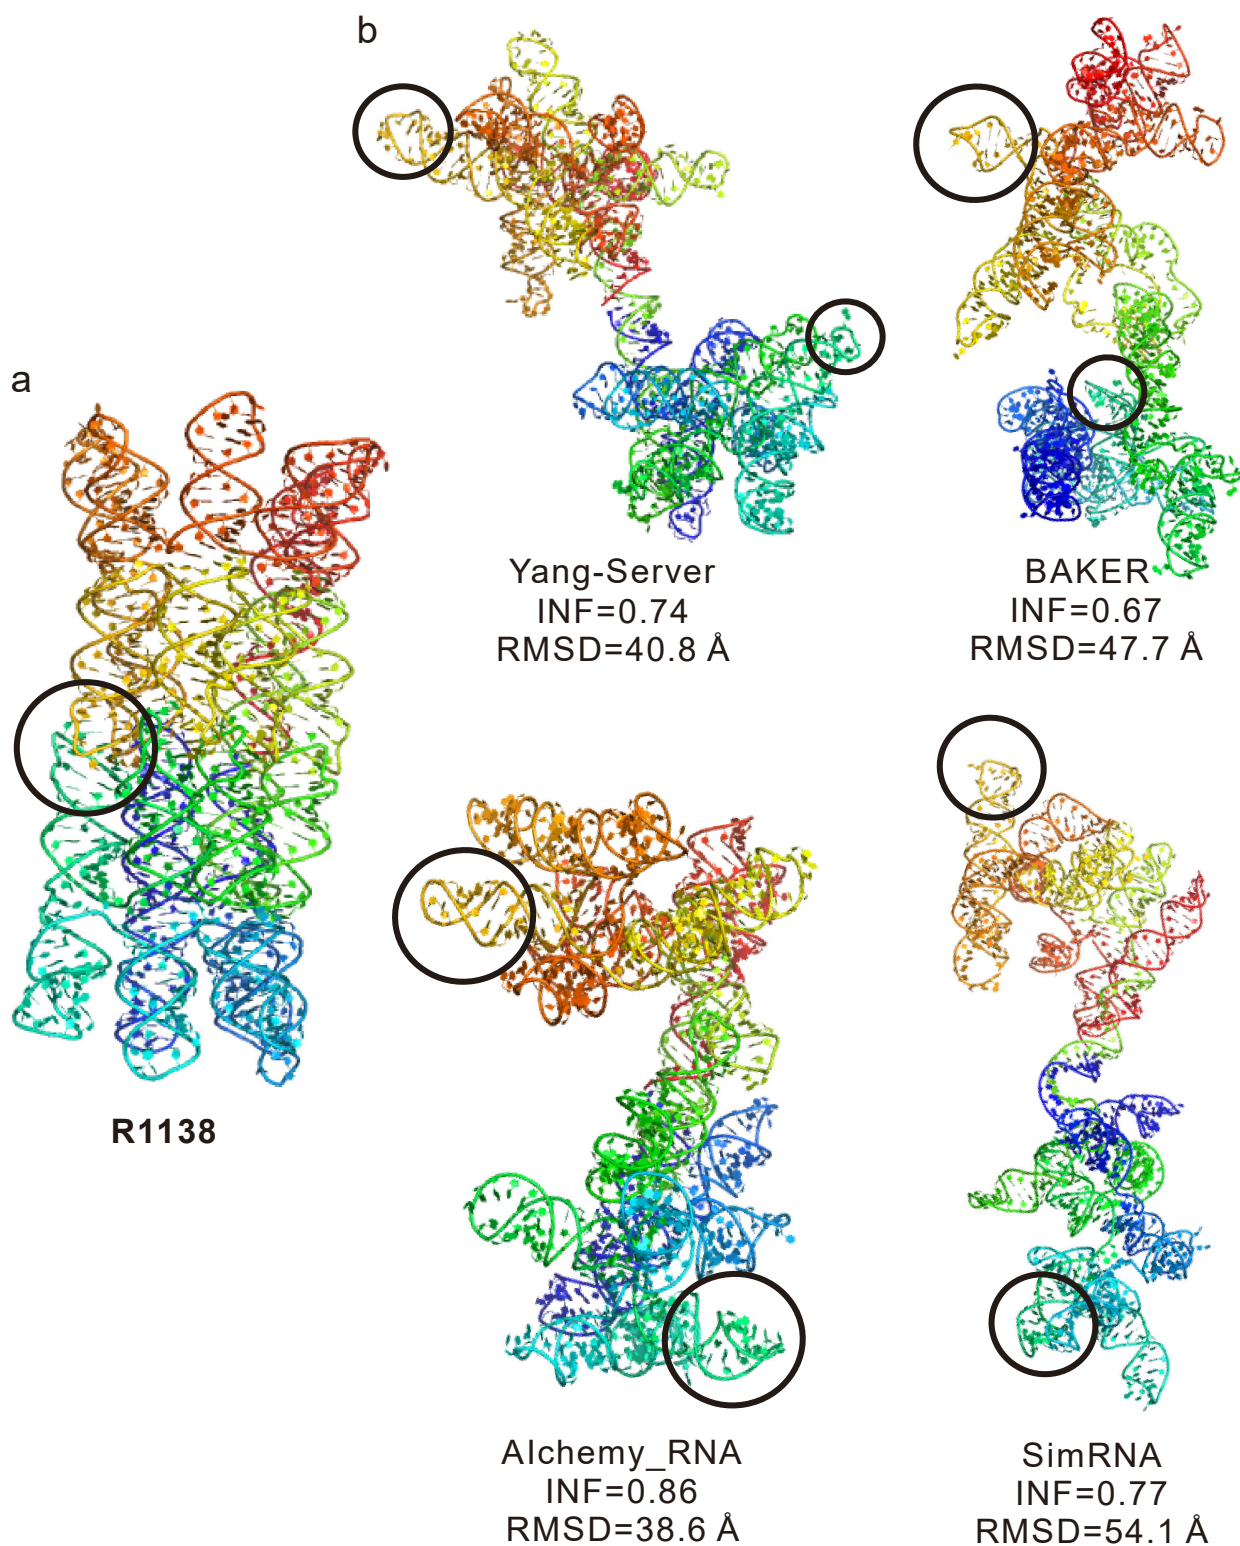 b
a
Yang-Server
INF=0.74
RMSD=40.8 Å
BAKER
INF=0.67
RMSD=47.7 Å
R1138
Alchemy_RNA
INF=0.86
RMSD=38.6 Å
SimRNA
INF=0.77
RMSD=54.1 Å